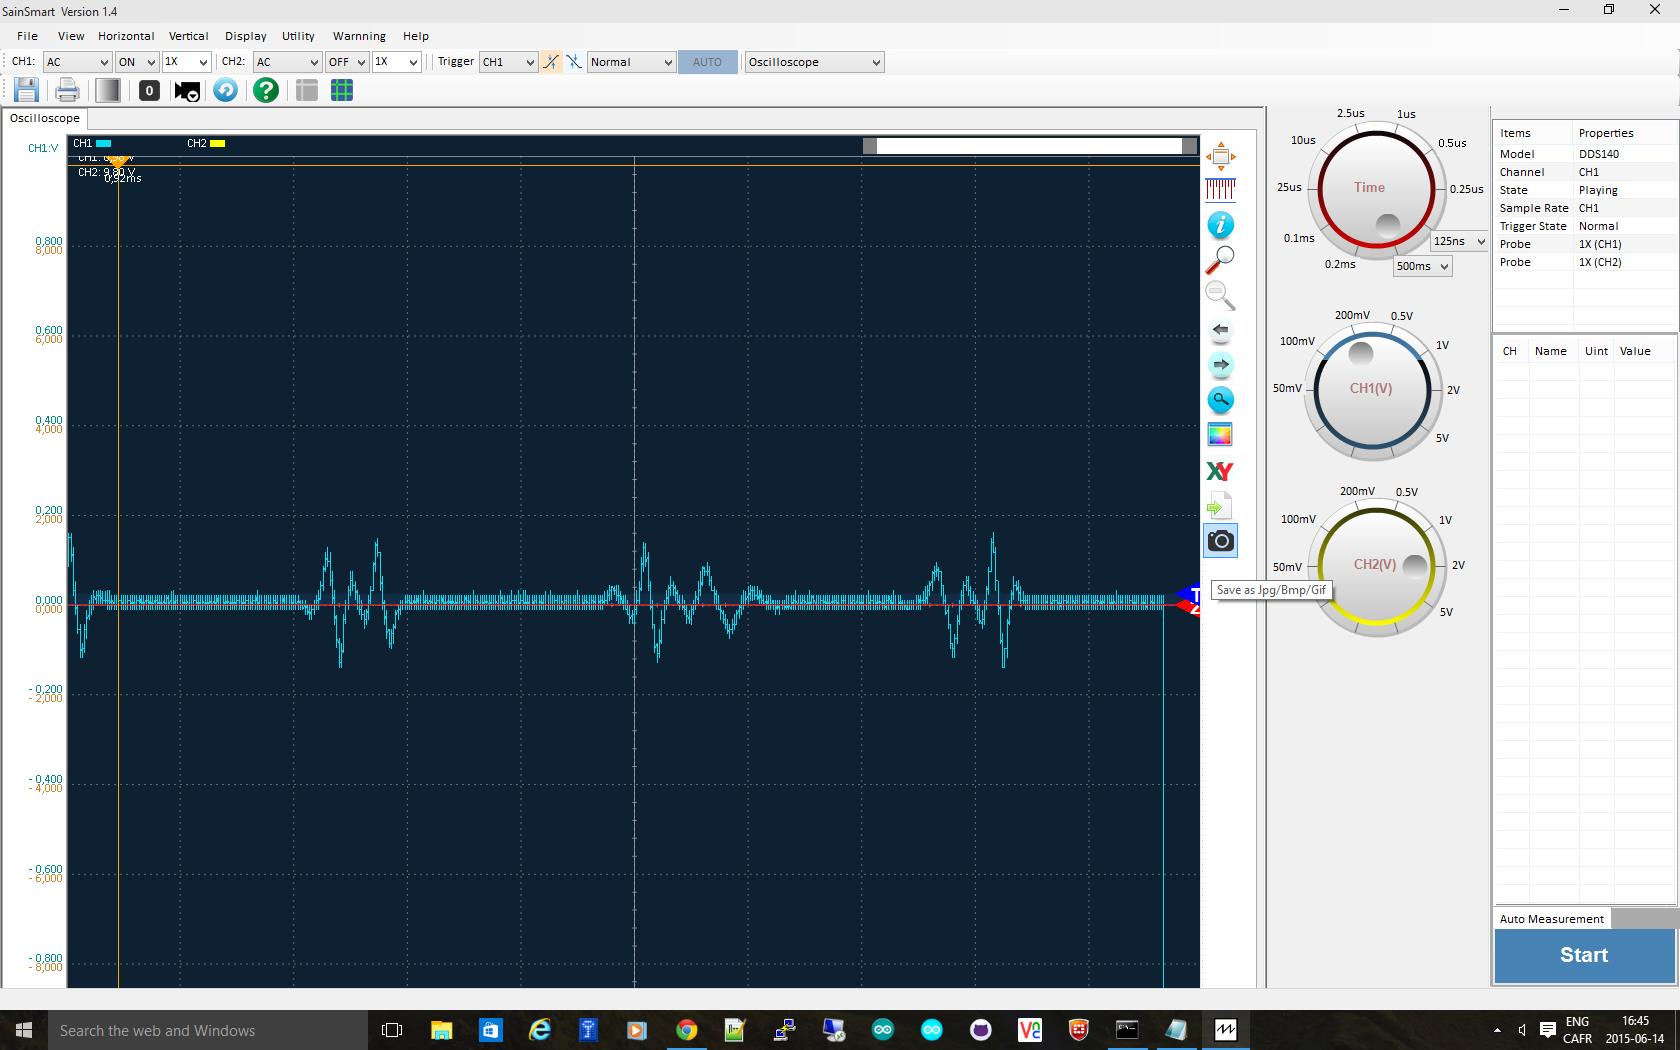 SainSmart Version 1.4
File View Horizontal Vertical Display Utility Warnning Help
CH1: AC ON 1X CH2: AC OFF 1X Trigger CH1 Normal AUTO Oscilloscope
0
Oscilloscope
CH1:V
CH1 CH2
CH1: 0,98 V
CH2: 9,80 V
0,92ms
0,800
8,000
0,600
6,000
0,400
4,000
0,200
2,000
0,000
0,000
- 0,200
- 2,000
- 0,400
- 4,000
- 0,600
- 6,000
- 0,800
- 8,000
XY
T
Z
Save as Jpg/Bmp/Gif
2.5us 1us
10us 0.5us
25us Time 0.25us
0.1ms 125ns
0.2ms 500ms
200mV 0.5V
100mV 1V
50mV CH1(V) 2V
5V
200mV 0.5V
100mV 1V
50mV CH2(V) 2V
5V
Items Properties
Model DDS140
Channel CH1
State Playing
Sample Rate CH1
Trigger State Normal
Probe 1X (CH1)
Probe 1X (CH2)
CH Name Uint Value
Auto Measurement
Start
Search the web and Windows
ENG 16:45
CAFR 2015-06-14